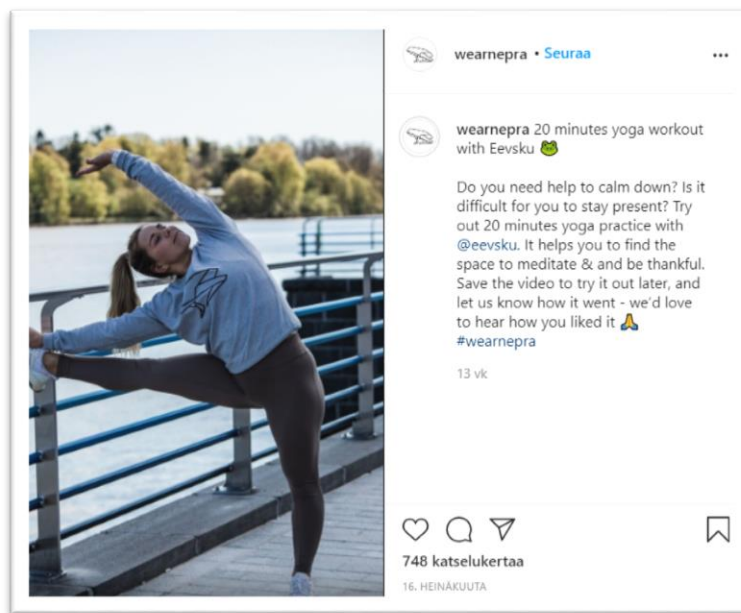 wearnepra • Seuraa
wearnepra 20 minutes yoga workout
with Eevsku 🐸
Do you need help to calm down? Is it
difficult for you to stay present? Try
out 20 minutes yoga practice with
@eevsku. It helps you to find the
space to meditate & and be thankful.
Save the video to try it out later, and
let us know how it went - we'd love
to hear how you liked it 🙏
#wearnepra
13 vk
748 katselukertaa
16. HEINÄKUUTA